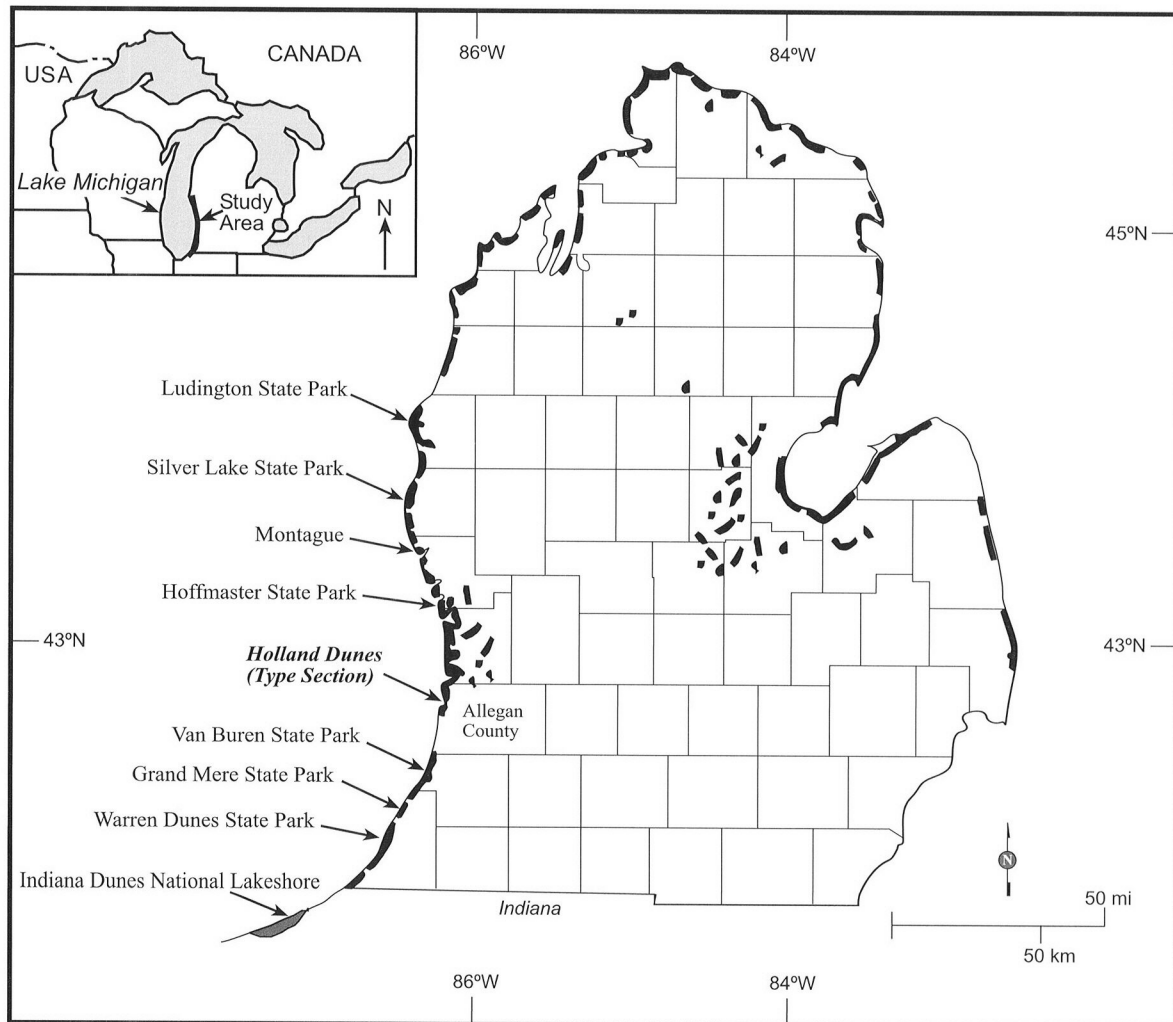 CANADA
USA
Lake Michigan
Study
Area
N
86ºW
84ºW
45ºN
Ludington State Park
Silver Lake State Park
Montague
Hoffmaster State Park
43ºN
43ºN
Holland Dunes
(Type Section)
Allegan
County
Van Buren State Park
Grand Mere State Park
Warren Dunes State Park
Indiana Dunes National Lakeshore
Indiana
N
50 mi
50 km
86ºW
84ºW